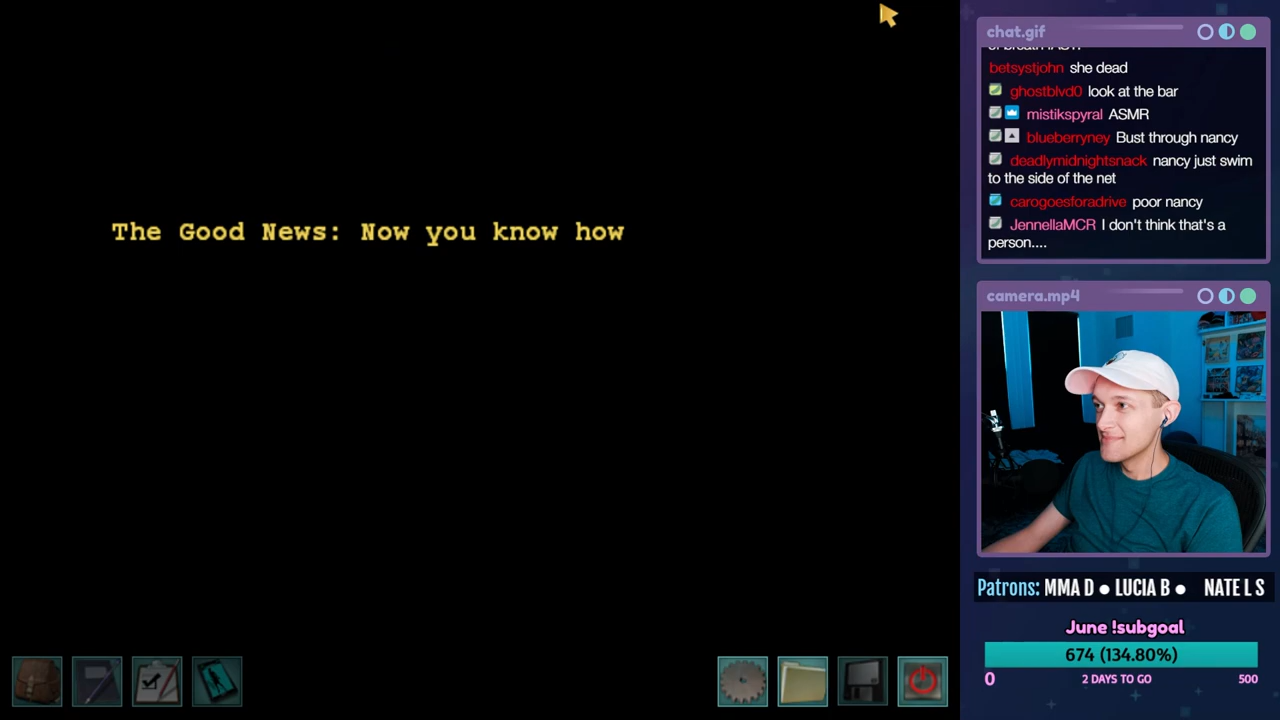 The Good News: Now you know how
chat.gif
betsystjohn she dead
ghostblvd0 look at the bar
mistikspyral ASMR
blueberryney Bust through nancy
deadlymidnightsnack nancy just swim
to the side of the net
carogoesforadrive poor nancy
JennellaMCR I don't think that's a
person....
camera.mp4
Patrons: MMA D ● LUCIA B ● NATE L S
June !subgoal
674 (134.80%)
0 2 DAYS TO GO 500